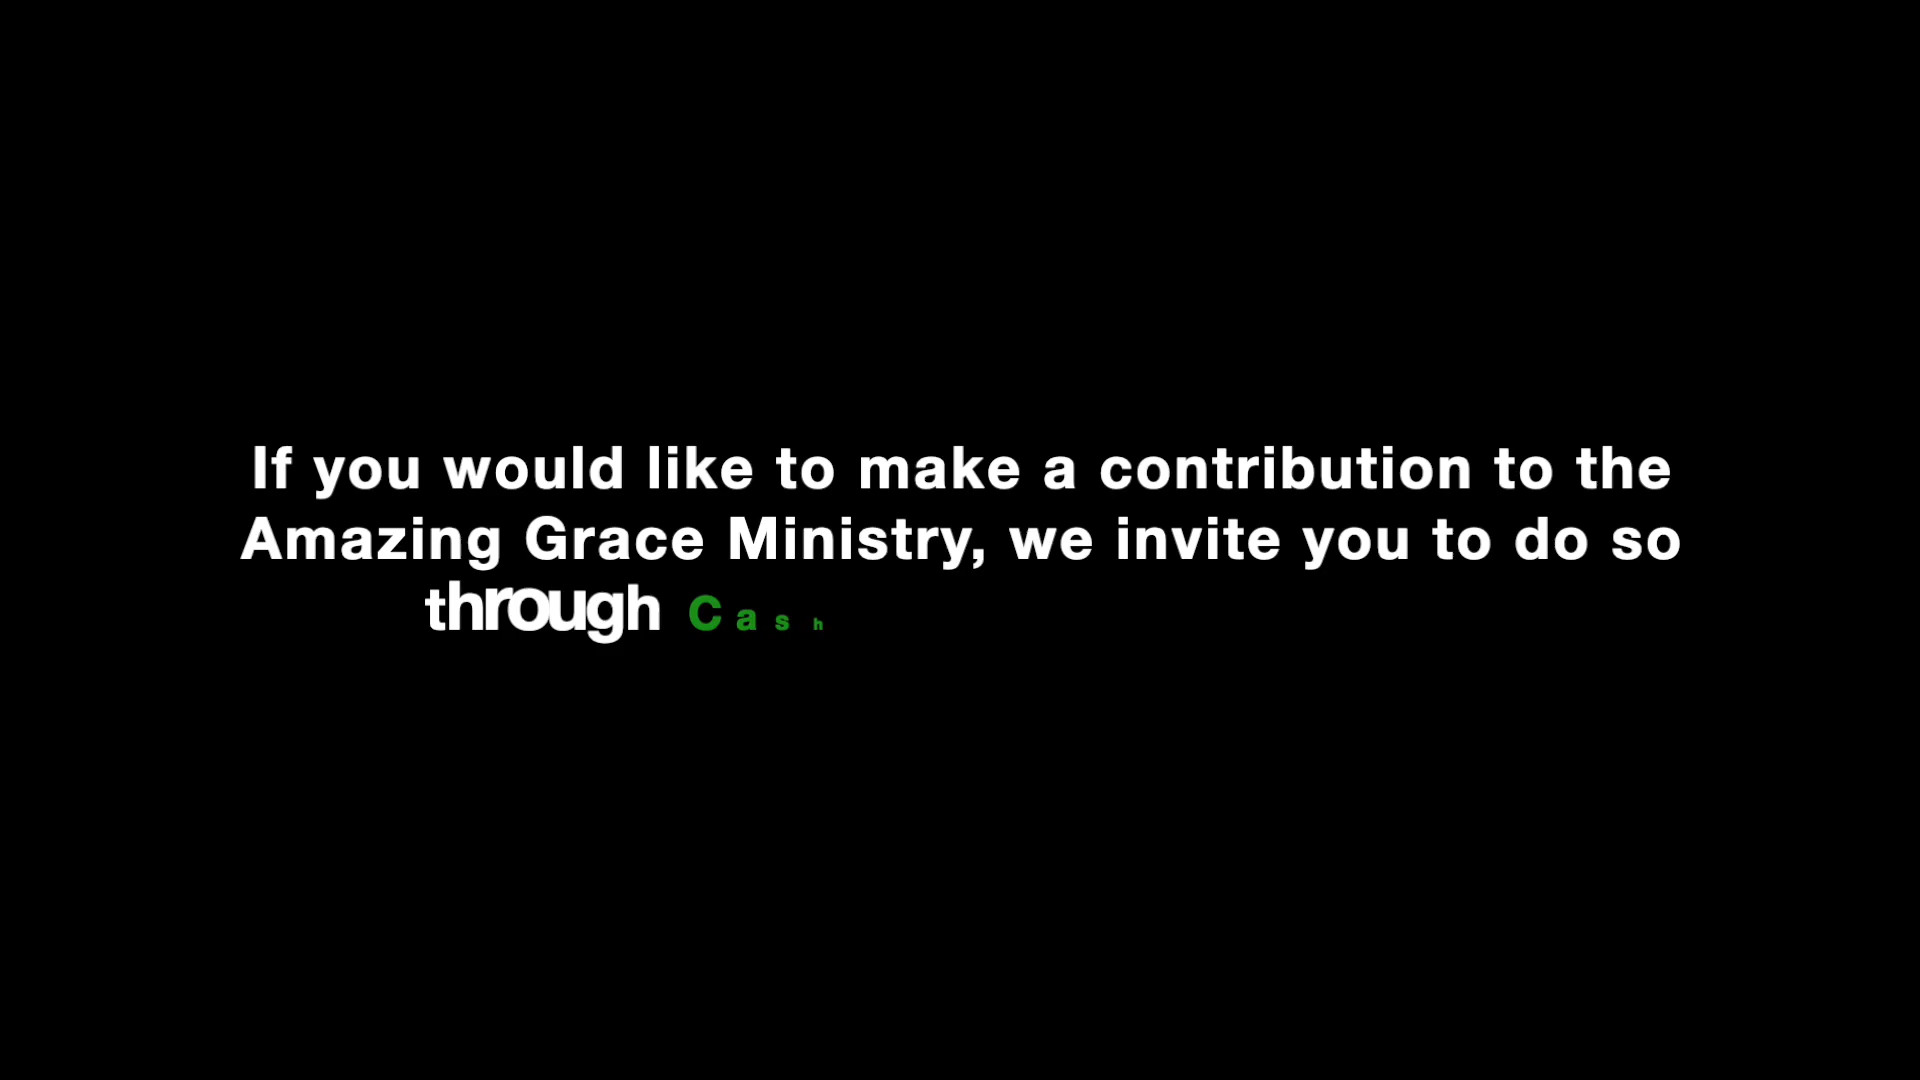 If you would like to make a contribution to the
Amazing Grace Ministry, we invite you to do so
through Cash